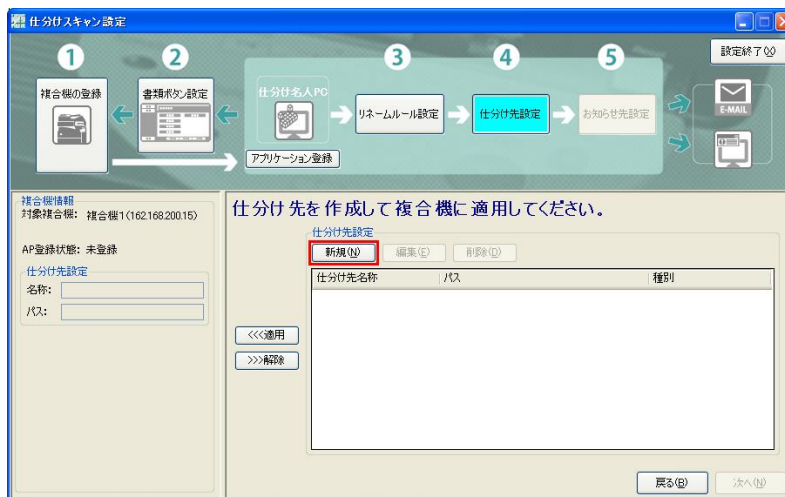 仕分けスキャン設定
設定終了(X)
1
2
3
4
5
複合機の登録
書類ボタン設定
仕分け名人PC
リネームルール設定
仕分け先設定
お知らせ先設定
E-MAIL
アプリケーション登録
複合機情報
対象複合機: 複合機1(162.168.200.15)
AP登録状態: 未登録
仕分け先設定
名称:
パス:
仕分け先を作成して複合機に適用してください。
仕分け先設定
新規(N) 編集(E) 削除(D)
仕分け先名称 パス 種別
<<<適用
>>>解除
戻る(B) 次へ(N)